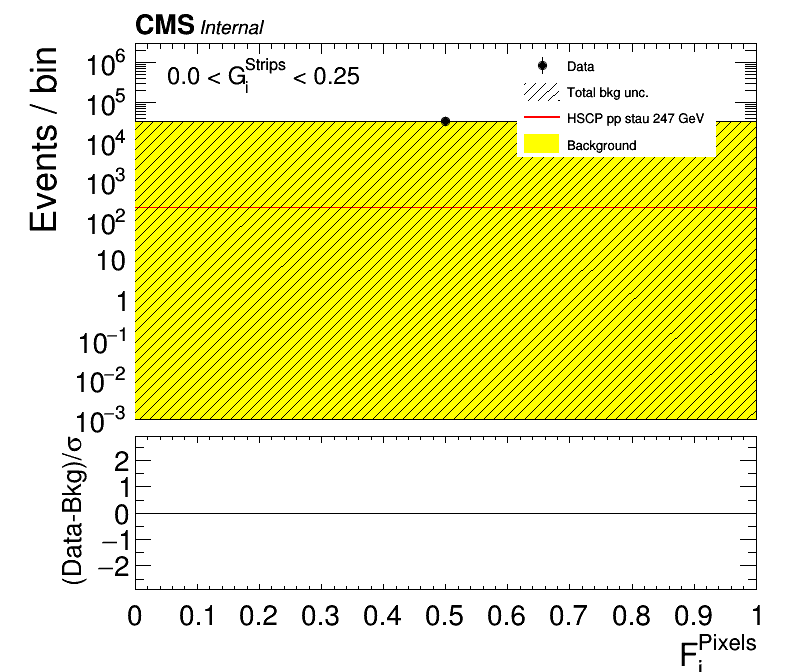 CMS Internal
Events / bin
0.0 < G_i^Strips < 0.25
Data
Total bkg unc.
HSCP pp stau 247 GeV
Background
10^6
10^5
10^4
10^3
10^2
10
1
10^−1
10^−2
10^−3
(Data-Bkg)/σ
2
1
0
−1
−2
0 0.1 0.2 0.3 0.4 0.5 0.6 0.7 0.8 0.9 1
F_i^Pixels